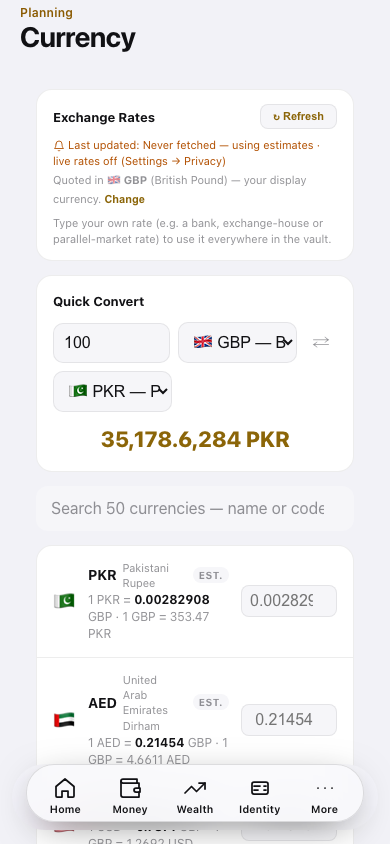 Planning
Currency
Exchange Rates
↻ Refresh
Last updated: Never fetched — using estimates ·
live rates off (Settings → Privacy)
Quoted in 🇬🇧 GBP (British Pound) — your display
currency. Change
Type your own rate (e.g. a bank, exchange-house or
parallel-market rate) to use it everywhere in the vault.
Quick Convert
100
🇬🇧 GBP — B
⇄
🇵🇰 PKR — P
35,178.6,284 PKR
Search 50 currencies — name or code
PKR Pakistani
Rupee
EST.
1 PKR = 0.00282908
GBP · 1 GBP = 353.47
PKR
0.002829
AED United
Arab
Emirates
Dirham
EST.
1 AED = 0.21454 GBP · 1
GBP = 4.6611 AED
0.21454
Home
Money
Wealth
Identity
More
GBP = 1.2692 USD